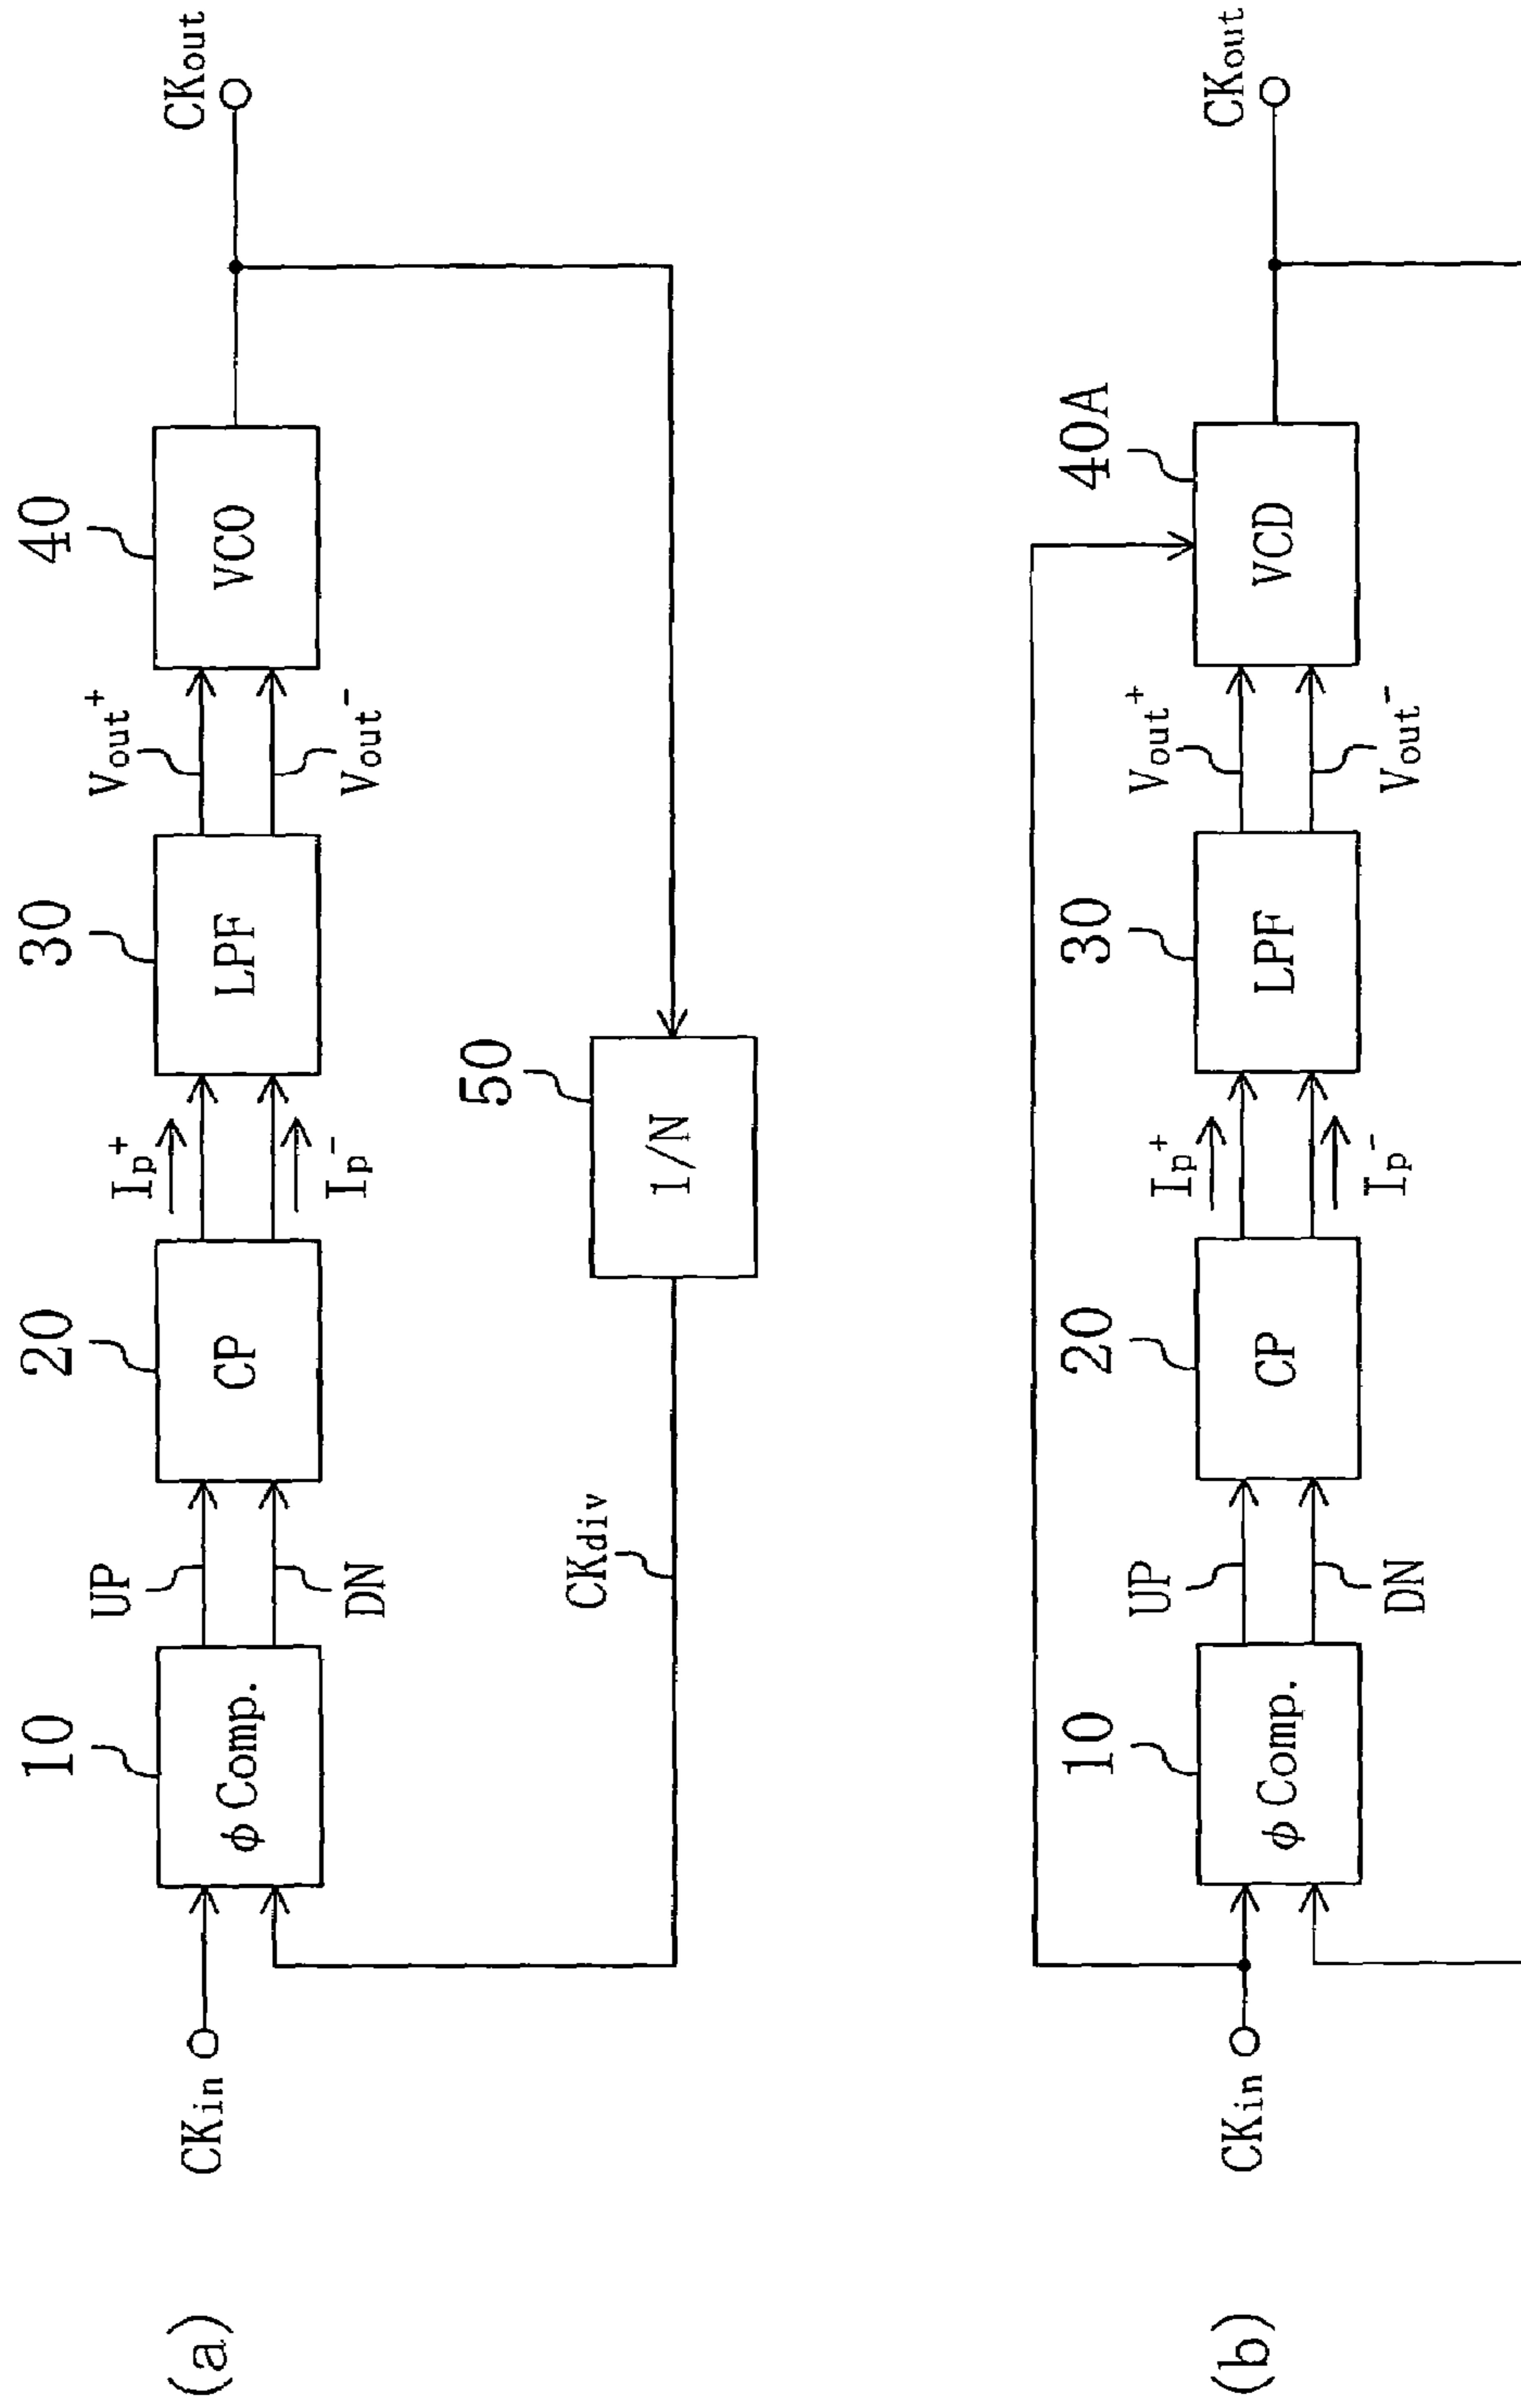 (a)
10
20
30
40
CKin
φ Comp.
UP
DN
CP
Ip+
Ip-
LPF
Vout+
Vout-
VCO
CKout
50
1/N
CKdiv
(b)
10
20
30
40A
CKin
φ Comp.
UP
DN
CP
Ip+
Ip-
LPF
Vout+
Vout-
VCD
CKout